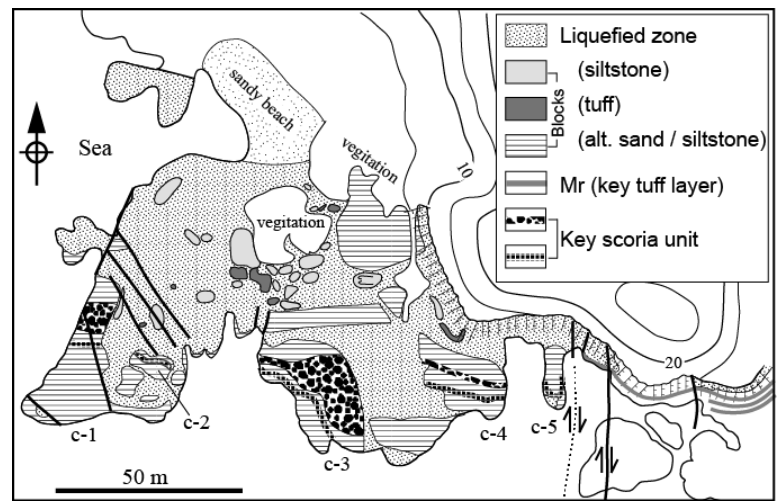 Liquefied zone
(siltstone)
(tuff)
(alt. sand / siltstone)
Blocks
Mr (key tuff layer)
Key scoria unit
Sea
sandy beach
vegitation
vegitation
10
20
c-1
c-2
c-3
c-4
c-5
50 m